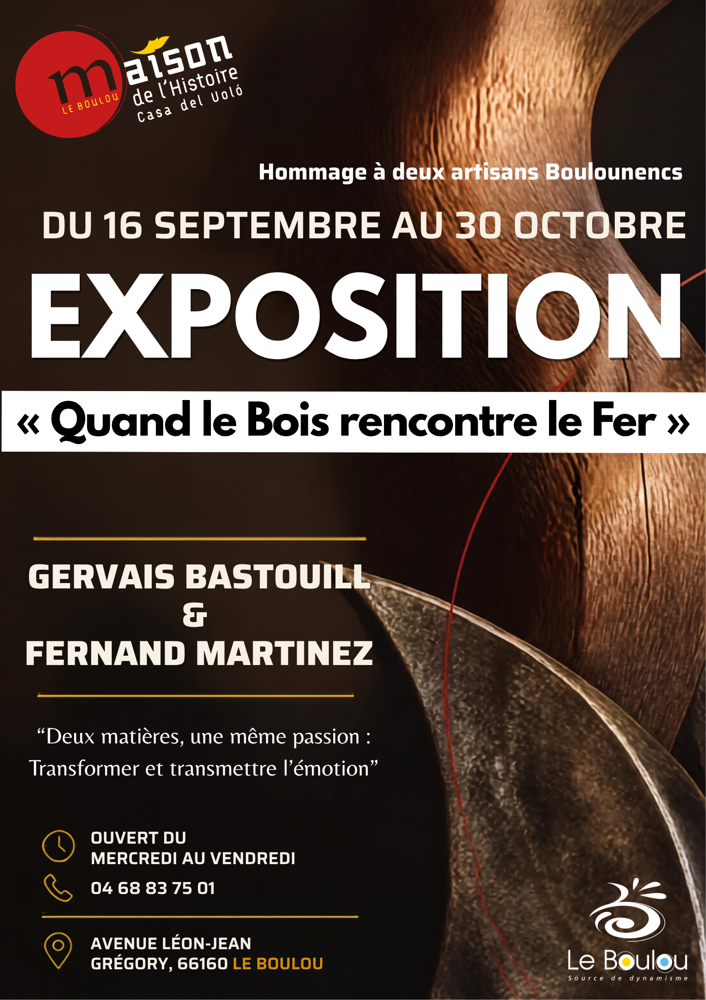 maison
LE BOULOU
de l'Histoire
Casa del Voló
Hommage à deux artisans Boulounencs
DU 16 SEPTEMBRE AU 30 OCTOBRE
EXPOSITION
« Quand le Bois rencontre le Fer »
GERVAIS BASTOUILL
&
FERNAND MARTINEZ
“Deux matières, une même passion :
Transformer et transmettre l’émotion”
OUVERT DU
MERCREDI AU VENDREDI
04 68 83 75 01
AVENUE LÉON-JEAN
GRÉGORY, 66160 LE BOULOU
Le Boulou
Source de dynamisme